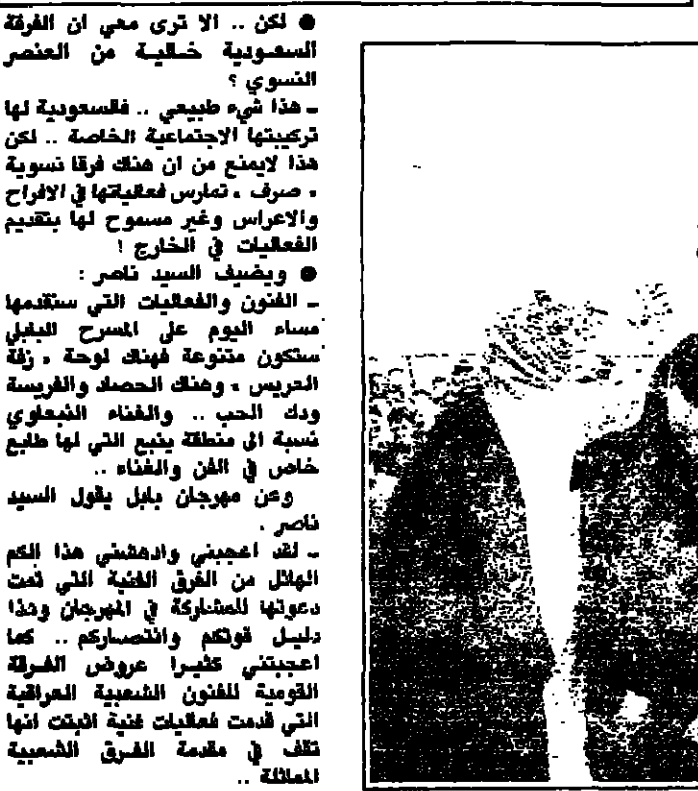 ● لكن .. الا ترى معي ان الفرقة
السعودية خالية من العنصر
النسوي ؟
ـ هذا شيء طبيعي .. فالسعودية لها
تركيبتها الاجتماعية الخاصة .. لكن
هذا لايمنع من ان هناك فرقا نسوية
، صرف ، تمارس فعالياتها في الافراح
والاعراس وغير مسموح لها بتقديم
الفعاليات في الخارج !
● ويضيف السيد ناصر :
ـ الفنون والفعاليات التي سنقدمها
مساء اليوم على المسرح البابلي
ستكون متنوعة فهناك لوحة ، زفة
العريس ، وهناك الحصاد والفريسة
ودك الحب .. والغناء
نسبة الى منطقة ينبع التي لها طابع
خاص في الفن والغناء ..
وعن مهرجان بابل يقول السيد
ناصر .
ـ لقد اعجبني وادهشني هذا الكم
الهائل من الفرق الفنية التي تمت
دعوتها للمشاركة في المهرجان وهذا
دليل قوتكم وانتصاركم .. كما
اعجبتني كثيرا عروض الفرقة
القومية للفنون الشعبية العراقية
التي قدمت فعاليات فنية اثبتت انها
تقف في مقدمة الفرق الشعبية
المماثلة ..